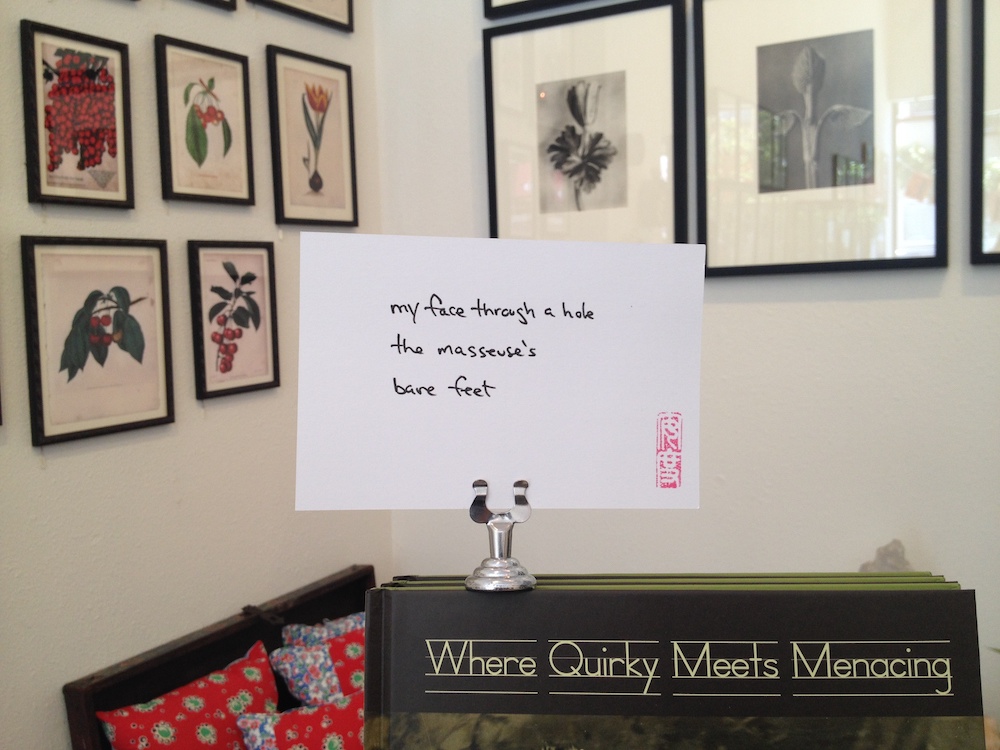 my face through a hole
the masseuse's
bare feet
Where Quirky Meets Menacing